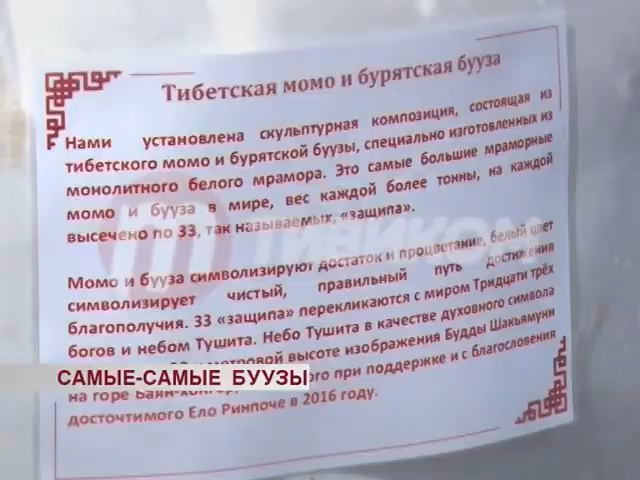 Тибетская момо и бурятская бууза
Нами установлена скульптурная композиция, состоящая из
тибетского момо и бурятской буузы, специально изготовленных из
монолитного белого мрамора. Это самые большие мраморные
момо и бууза в мире, вес каждой более тонны, на каждой
высечено по 33, так называемых, «защипа».
ТИВИКОМ
Момо и бууза символизируют достаток и процветание, белый цвет
символизирует чистый, правильный путь достижения
благополучия. 33 «защипа» перекликаются с миром Тридцати трёх
богов и небом Тушита. Небо Тушита в качестве духовного символа
метровой высоте изображения Будды Шакьямуни
САМЫЕ-САМЫЕ БУУЗЫ
на горе при поддержке и с благословения
досточтимого Ело Ринпоче в 2016 году.